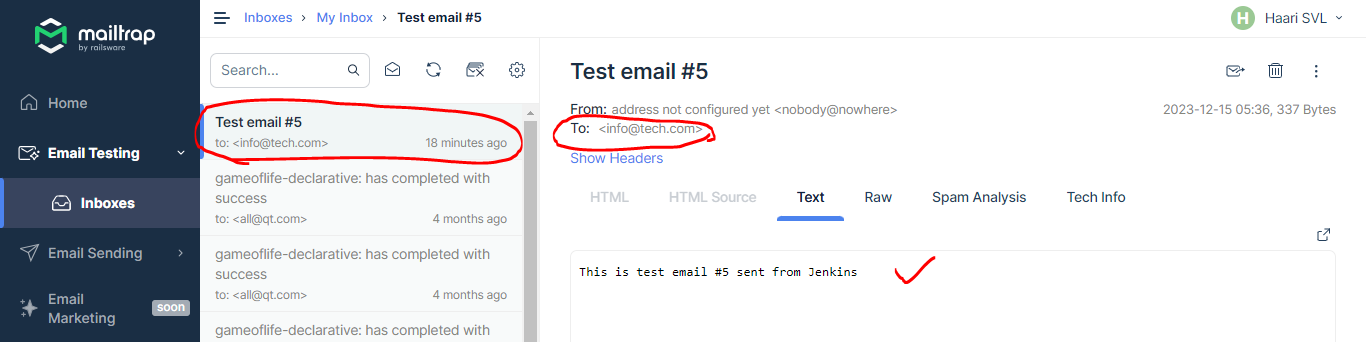 mailtrap
by railsware
Home
Email Testing
Inboxes
Email Sending
Email
Marketing
soon
Inboxes › My Inbox › Test email #5
Haari SVL
H
Search...
Test email #5
to: <info@tech.com> 18 minutes ago
gameoflife-declarative: has completed with
success
to: <all@qt.com> 4 months ago
gameoflife-declarative: has completed with
success
to: <all@qt.com> 4 months ago
gameoflife-declarative: has completed with
Test email #5
From: address not configured yet <nobody@nowhere>
2023-12-15 05:36, 337 Bytes
To: <info@tech.com>
Show Headers
HTML HTML Source Text Raw Spam Analysis Tech Info
This is test email #5 sent from Jenkins